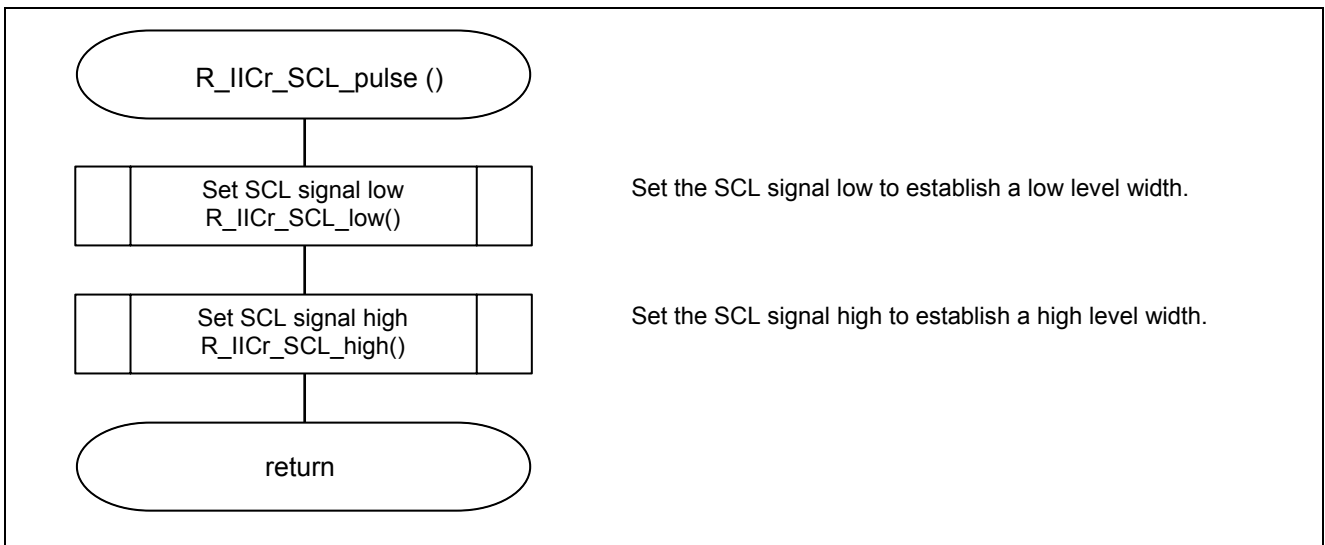 R_IICr_SCL_pulse ()
Set SCL signal low
R_IICr_SCL_low()
Set the SCL signal low to establish a low level width.
Set SCL signal high
R_IICr_SCL_high()
Set the SCL signal high to establish a high level width.
return